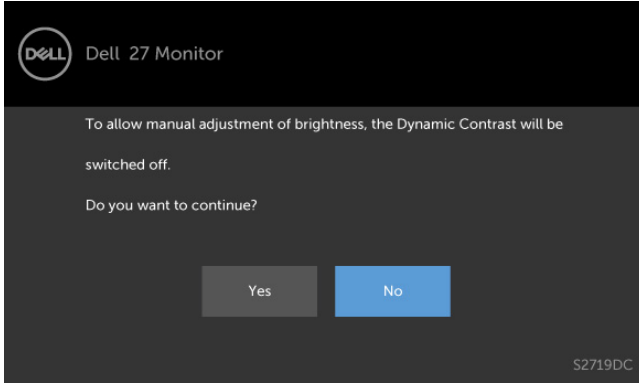 DELL
Dell 27 Monitor
To allow manual adjustment of brightness, the Dynamic Contrast will be
switched off.
Do you want to continue?
Yes
No
S2719DC